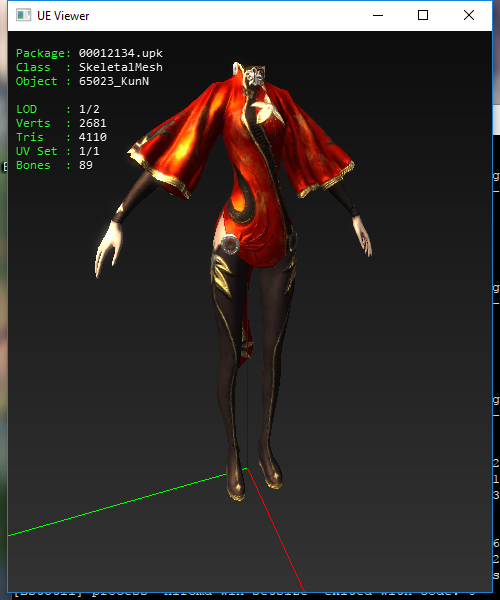 UE Viewer
Package: 00012134.upk
Class : SkeletalMesh
Object : 65023_KunN
LOD : 1/2
Verts : 2681
Tris : 4110
UV Set : 1/1
Bones : 89